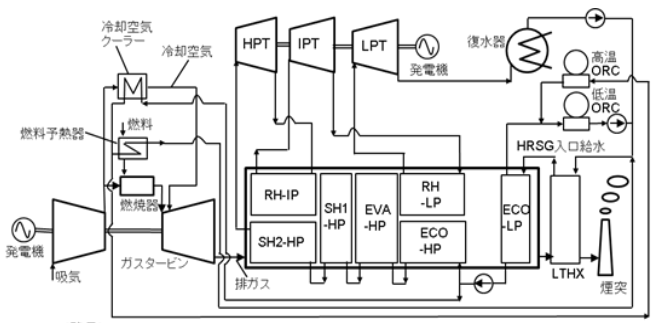 冷却空気
クーラー
冷却空気
HPT
IPT
LPT
発電機
復水器
高温
ORC
低温
ORC
燃料
燃料予熱器
燃焼器
HRSG入口給水
RH-IP
SH1
-HP
EVA
-HP
RH
-LP
ECO
-LP
SH2-HP
ECO
-HP
発電機
吸気
ガスタービン
排ガス
LTHX
煙突